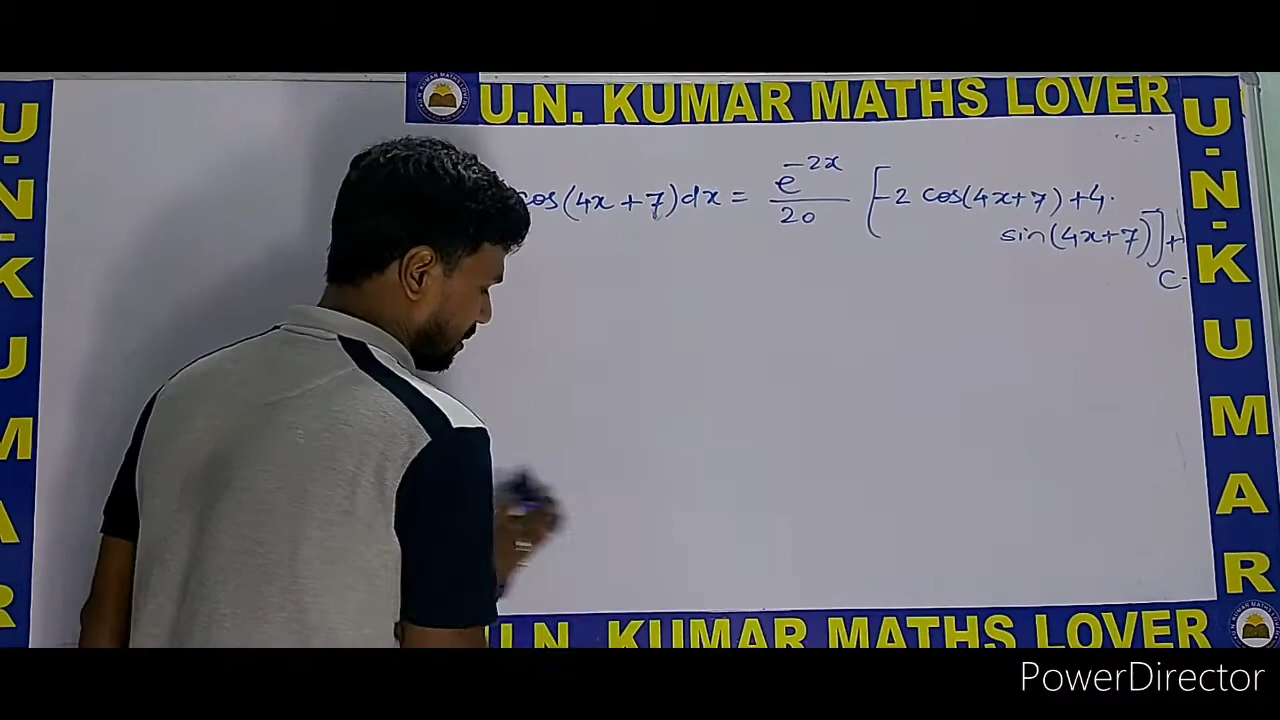 U.N. KUMAR MATHS LOVER
cos(4x+7)dx = e^{-2x}/20 [-2 cos(4x+7) + 4.
sin(4x+7)] +
C.
U.N. KUMAR
U.N. KUMAR
U.N. KUMAR MATHS LOVER
PowerDirector